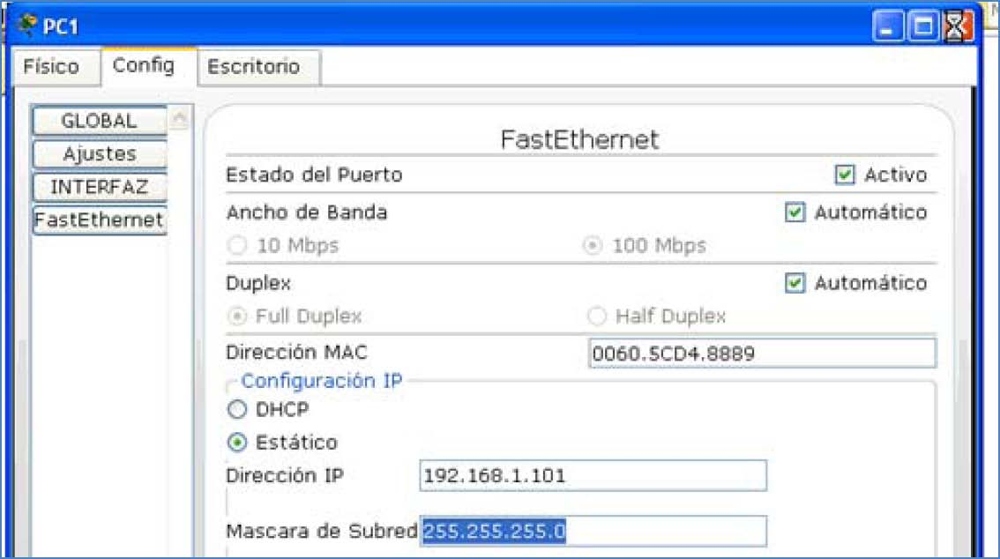 PC1
Físico Config Escritorio
GLOBAL
Ajustes
INTERFAZ
FastEthernet
FastEthernet
Estado del Puerto Activo
Ancho de Banda Automático
10 Mbps 100 Mbps
Duplex Automático
Full Duplex Half Duplex
Dirección MAC 0060.5CD4.8889
Configuración IP
DHCP
Estático
Dirección IP 192.168.1.101
Mascara de Subred 255.255.255.0